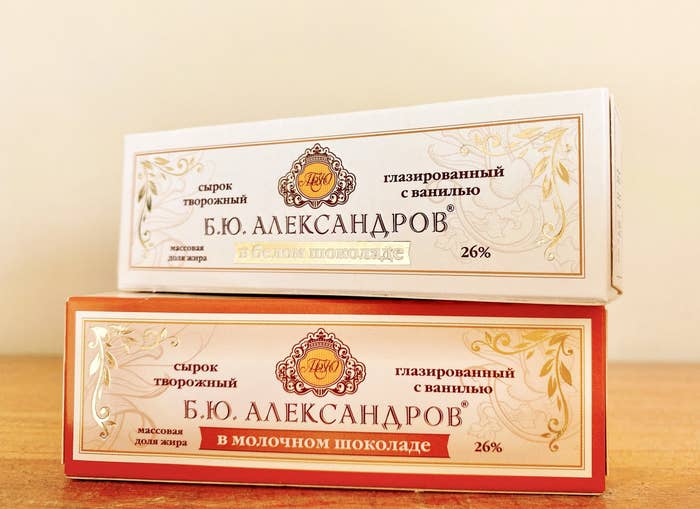 сырок
творожный
глазированный
с ванилью
Б.Ю. АЛЕКСАНДРОВ®
массовая
доля жира
в белом шоколаде
26%
сырок
творожный
глазированный
с ванилью
Б.Ю. АЛЕКСАНДРОВ®
массовая
доля жира
в молочном шоколаде
26%